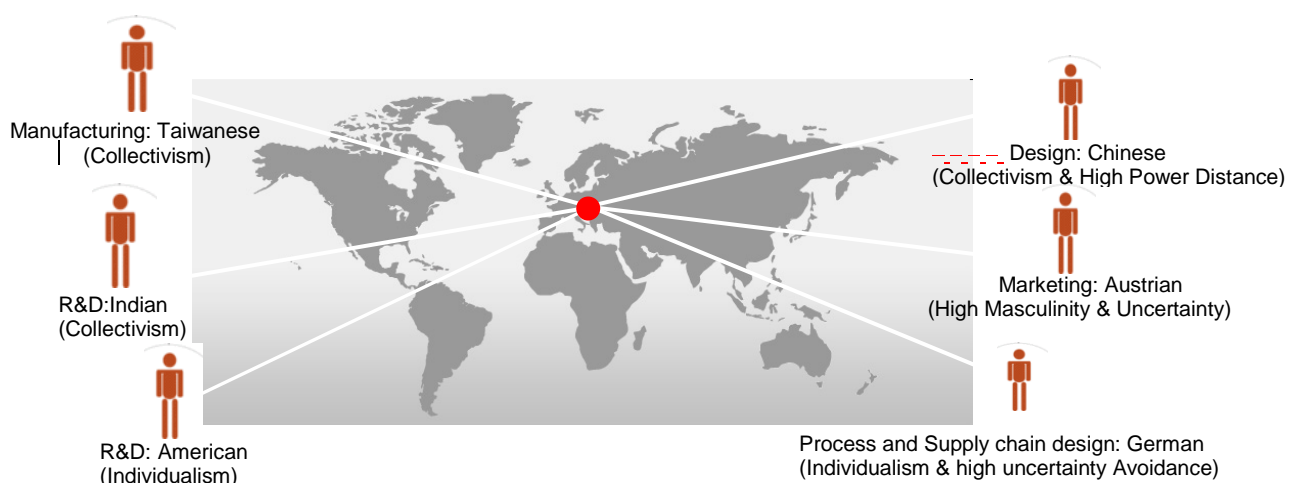 Manufacturing: Taiwanese
(Collectivism)
R&D:Indian
(Collectivism)
R&D: American
(Individualism)
Design: Chinese
(Collectivism & High Power Distance)
Marketing: Austrian
(High Masculinity & Uncertainty)
Process and Supply chain design: German
(Individualism & high uncertainty Avoidance)